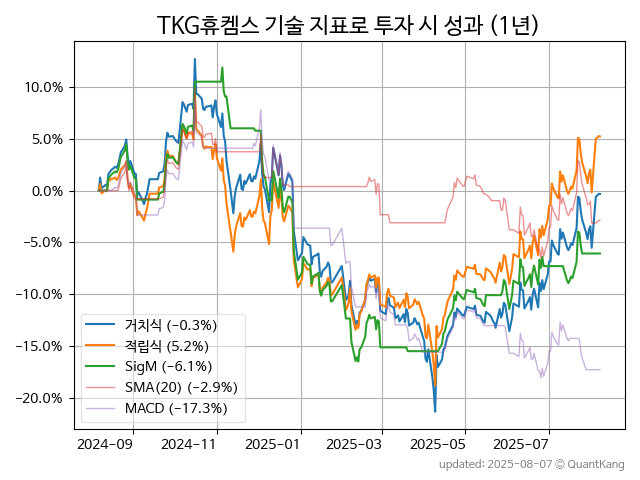 TKG휴켐스 기술 지표로 투자 시 성과 (1년)
10.0%
5.0%
0.0%
−5.0%
−10.0%
−15.0%
−20.0%
거치식 (−0.3%)
적립식 (5.2%)
SigM (−6.1%)
SMA(20) (−2.9%)
MACD (−17.3%)
2024-09 2024-11 2025-01 2025-03 2025-05 2025-07
updated: 2025-08-07 © QuantKang